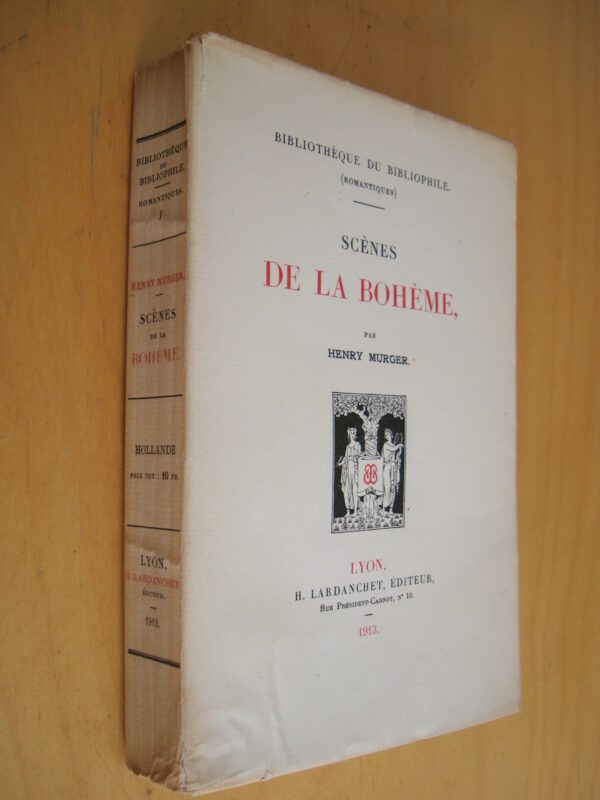 BIBLIOTHÈQUE
DU
BIBLIOPHILE.
ROMANTIQUES.
I
HENRY MURGER.
SCÈNES
DE LA
BOHÈME.
HOLLANDE
PRIX NET : 10 FR.
LYON,
H. LARDANCHET,
ÉDITEUR.
1913.
BIBLIOTHÈQUE DU BIBLIOPHILE.
(ROMANTIQUES)
SCÈNES
DE LA BOHÈME,
PAR
HENRY MURGER.
LYON,
H. LARDANCHET, EDITEUR,
RUE PRÉSIDENT-CARNOT, Nº 10.
1913.